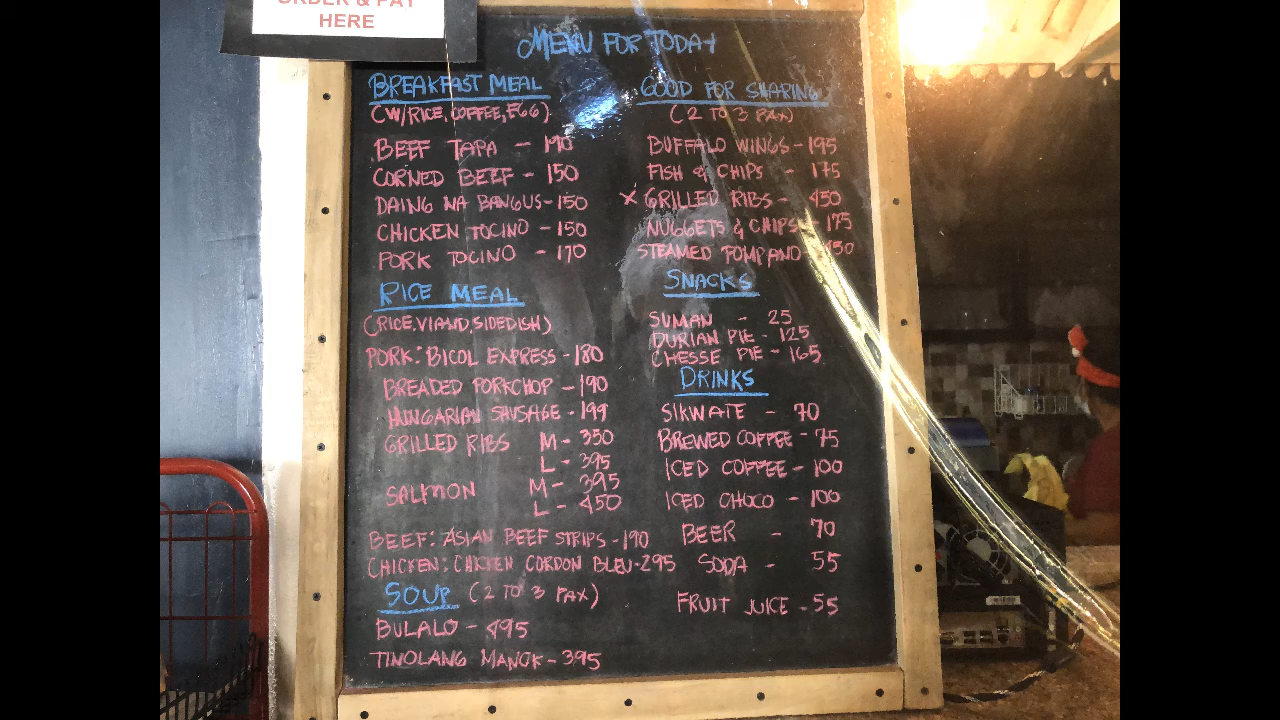 ORDER & PAY
HERE
MENU FOR TODAY
BREAKFAST MEAL
(W/RICE, COFFEE, EGG)
BEEF TAPA - 190
CORNED BEEF - 150
DAING NA BANGUS - 150
CHICKEN TOCINO - 150
PORK TOCINO - 170
RICE MEAL
(RICE, VIAND, SIDEDISH)
PORK: BICOL EXPRESS - 180
BREADED PORKCHOP - 190
HUNGARIAN SAUSAGE - 199
GRILLED RIBS M - 350
L - 395
SALMON M - 395
L - 450
BEEF: ASIAN BEEF STRIPS - 190
CHICKEN: CHICKEN CORDON BLEU - 295
SOUP (2 TO 3 PAX)
BULALO - 495
TINOLANG MANOK - 395
GOOD FOR SHARING
(2 TO 3 PAX)
BUFFALO WINGS - 195
FISH & CHIPS - 175
X GRILLED RIBS - 450
NUGGETS & CHIPS - 175
STEAMED POMPANO - 450
SNACKS
SUMAN - 25
DURIAN PIE - 125
CHESSE PIE - 165
DRINKS
SIKWATE - 70
BREWED COFFEE - 75
ICED COFFEE - 100
ICED CHOCO - 100
BEER - 70
SODA - 55
FRUIT JUICE - 55